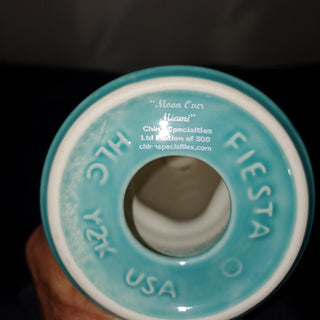 "Moon Over
Miami"
China Specialties
Ltd Edition of 500
chinaspecialties.com
FIESTA
HLC
Y2K
USA